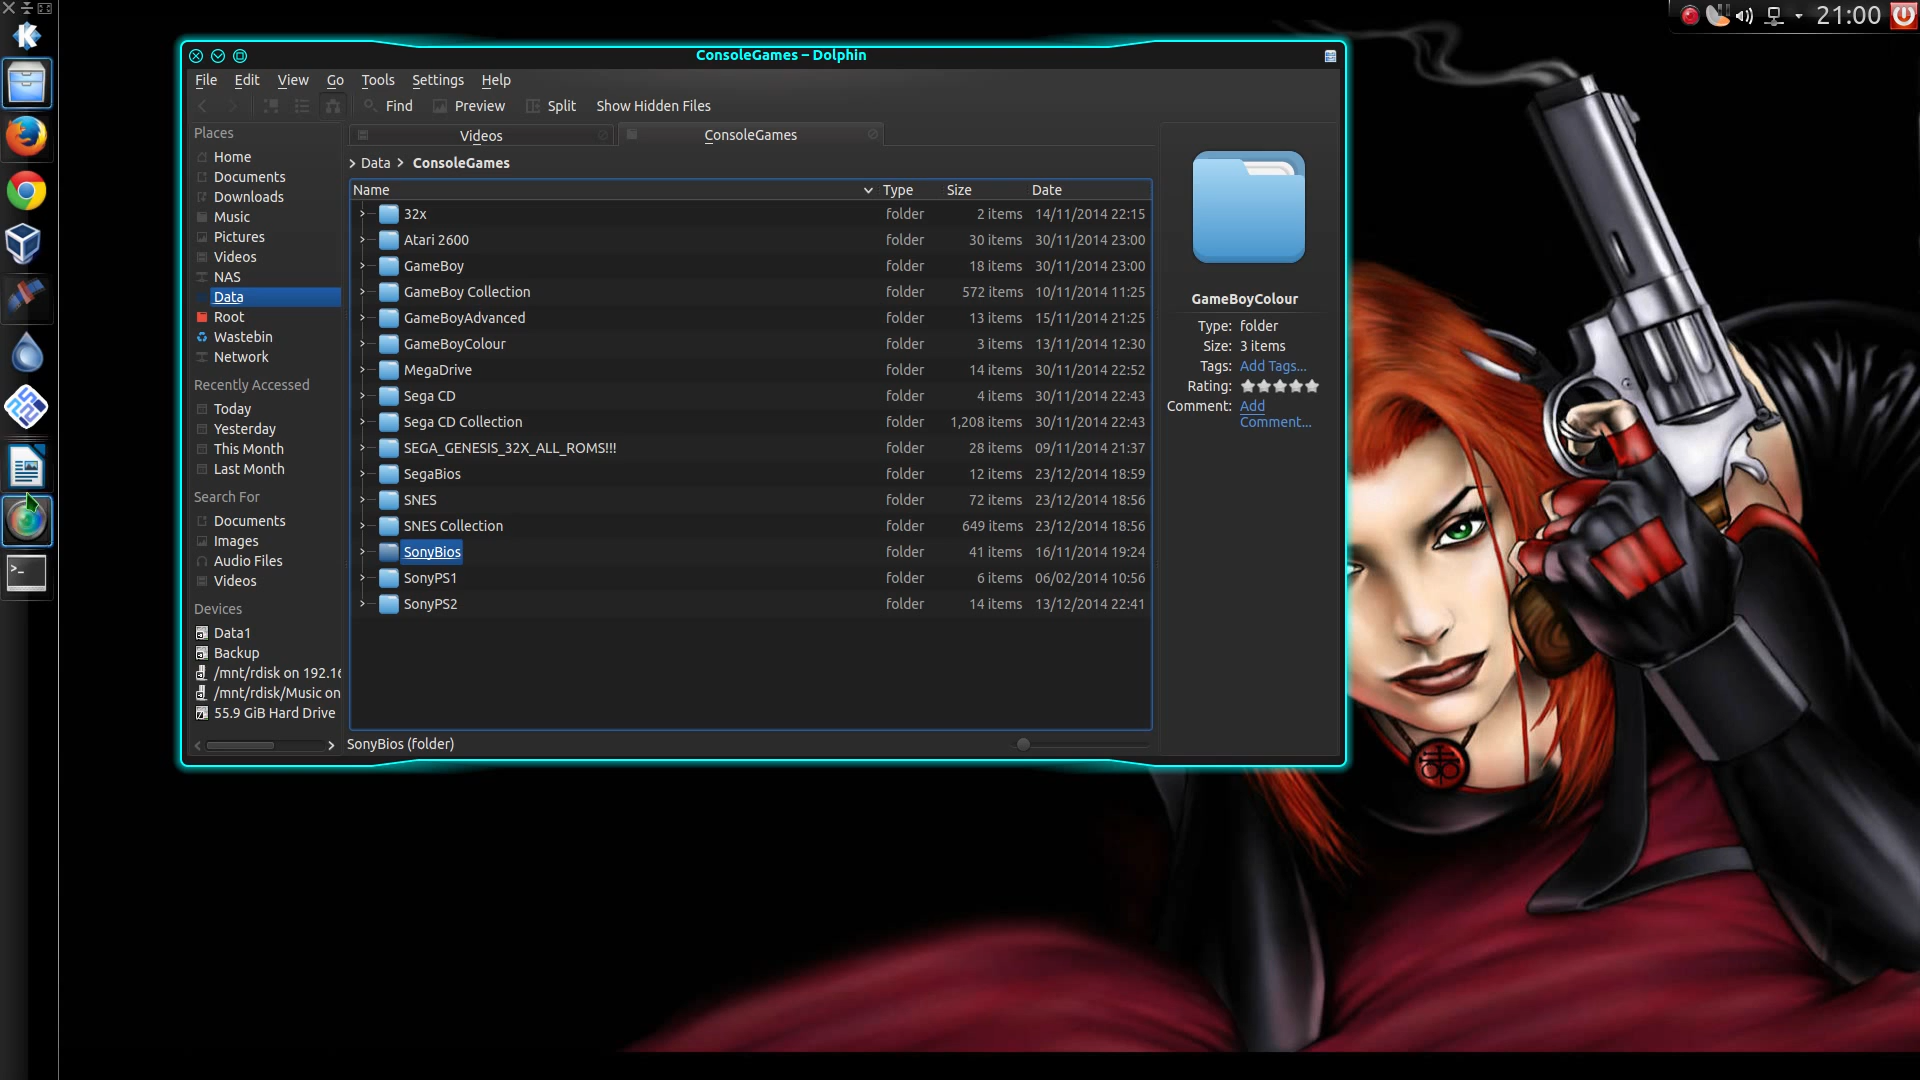 21:00
ConsoleGames – Dolphin
File Edit View Go Tools Settings Help
Find Preview Split Show Hidden Files
Places
Home
Documents
Downloads
Music
Pictures
Videos
NAS
Data
Root
Wastebin
Network
Recently Accessed
Today
Yesterday
This Month
Last Month
Search For
Documents
Images
Audio Files
Videos
Devices
Data1
Backup
/mnt/rdisk on 192.16
/mnt/rdisk/Music on
55.9 GiB Hard Drive
Videos ConsoleGames
> Data > ConsoleGames
Name Type Size Date
32x folder 2 items 14/11/2014 22:15
Atari 2600 folder 30 items 30/11/2014 23:00
GameBoy folder 18 items 30/11/2014 23:00
GameBoy Collection folder 572 items 10/11/2014 11:25
GameBoyAdvanced folder 13 items 15/11/2014 21:25
GameBoyColour folder 3 items 13/11/2014 12:30
MegaDrive folder 14 items 30/11/2014 22:52
Sega CD folder 4 items 30/11/2014 22:43
Sega CD Collection folder 1,208 items 30/11/2014 22:43
SEGA_GENESIS_32X_ALL_ROMS!!! folder 28 items 09/11/2014 21:37
SegaBios folder 12 items 23/12/2014 18:59
SNES folder 72 items 23/12/2014 18:56
SNES Collection folder 649 items 23/12/2014 18:56
SonyBios folder 41 items 16/11/2014 19:24
SonyPS1 folder 6 items 06/02/2014 10:56
SonyPS2 folder 14 items 13/12/2014 22:41
SonyBios (folder)
GameBoyColour
Type: folder
Size: 3 items
Tags: Add Tags...
Rating:
Comment: Add
Comment...